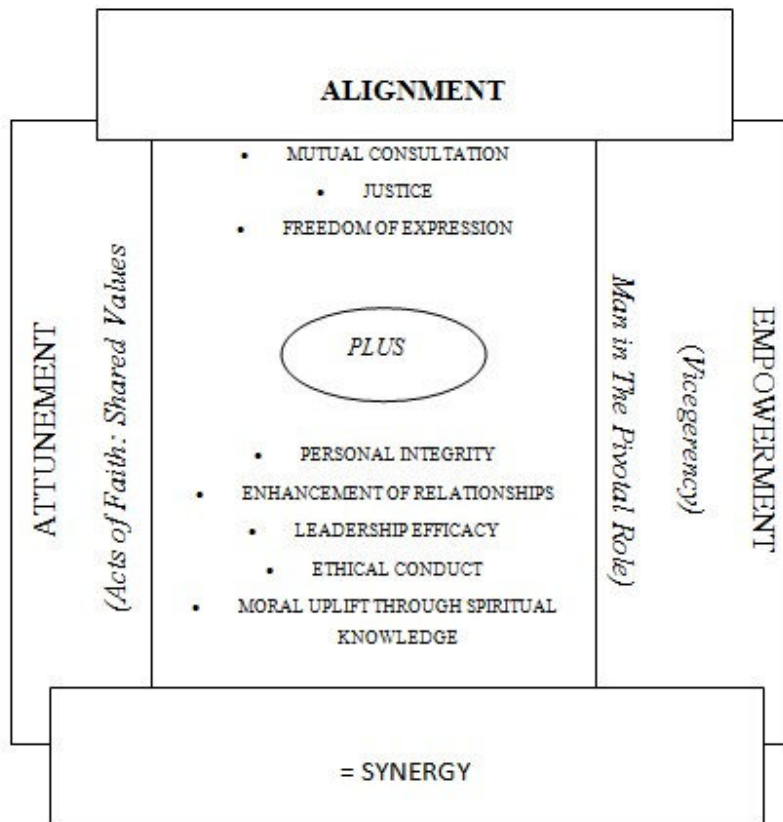 ALIGNMENT
• MUTUAL CONSULTATION
• JUSTICE
• FREEDOM OF EXPRESSION
ATTUNEMENT
(Acts of Faith: Shared Values
PLUS
Man in The Pivotal Role)
(Vicegerency)
EMPOWERMENT
• PERSONAL INTEGRITY
• ENHANCEMENT OF RELATIONSHIPS
• LEADERSHIP EFFICACY
• ETHICAL CONDUCT
• MORAL UPLIFT THROUGH SPIRITUAL
KNOWLEDGE
= SYNERGY